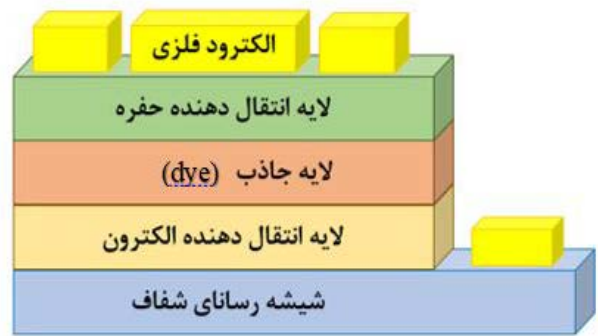 الکترود فلزی
لایه انتقال دهنده حفره
لایه جاذب (dye)
لایه انتقال دهنده الکترون
شیشه رسانای شفاف